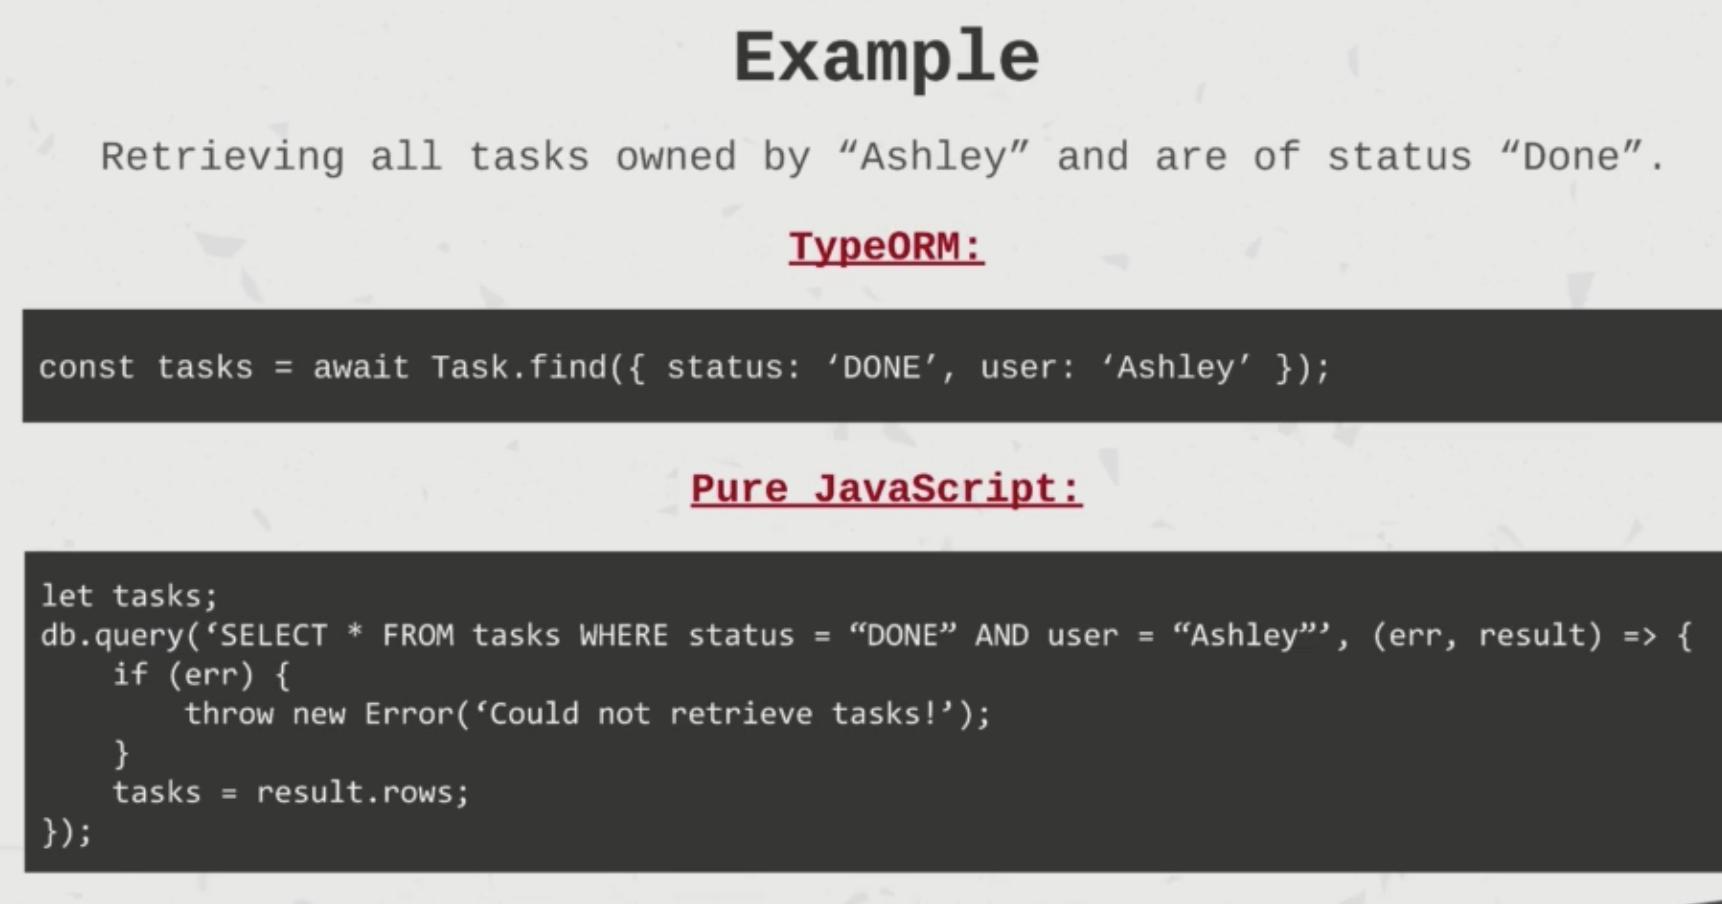 Example
Retrieving all tasks owned by “Ashley” and are of status “Done”.
TypeORM:
const tasks = await Task.find({ status: ‘DONE’, user: ‘Ashley’ });
Pure JavaScript:
let tasks;
db.query(‘SELECT * FROM tasks WHERE status = “DONE” AND user = “Ashley”’, (err, result) => {
    if (err) {
        throw new Error(‘Could not retrieve tasks!’);
    }
    tasks = result.rows;
});